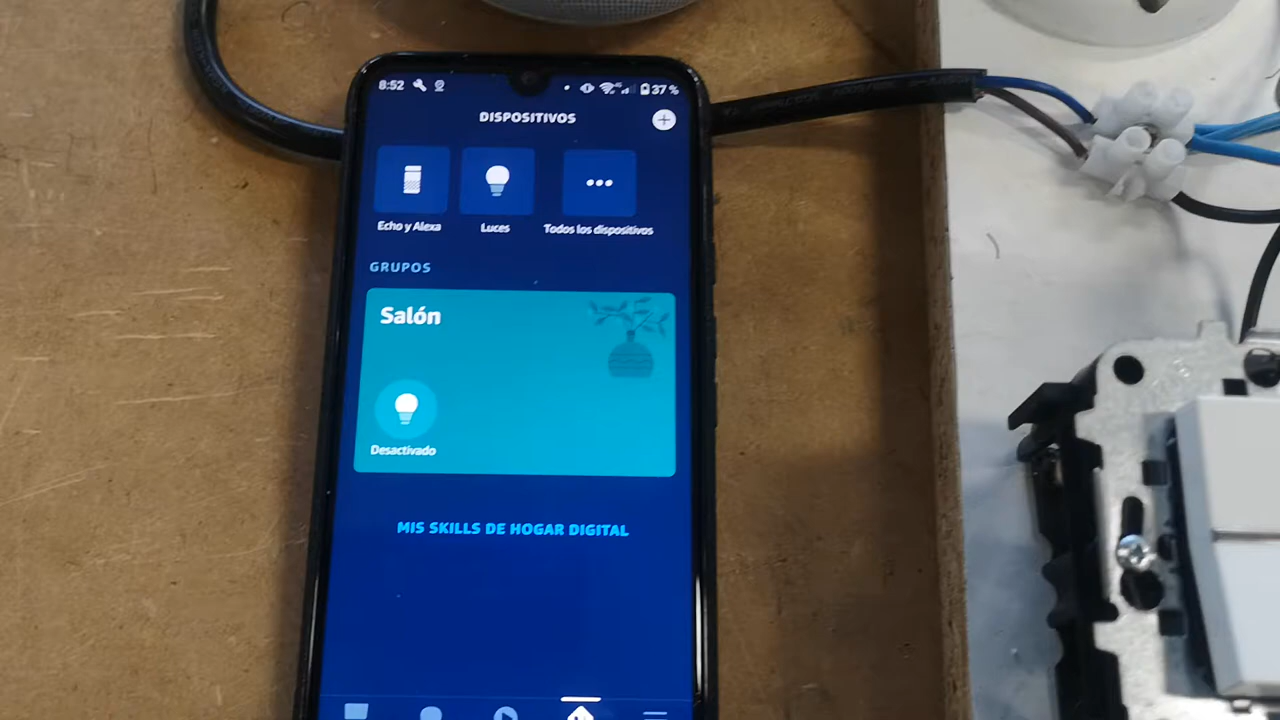 8:52
37 %
DISPOSITIVOS
Echo y Alexa
Luces
Todos los dispositivos
GRUPOS
Salón
Desactivado
MIS SKILLS DE HOGAR DIGITAL